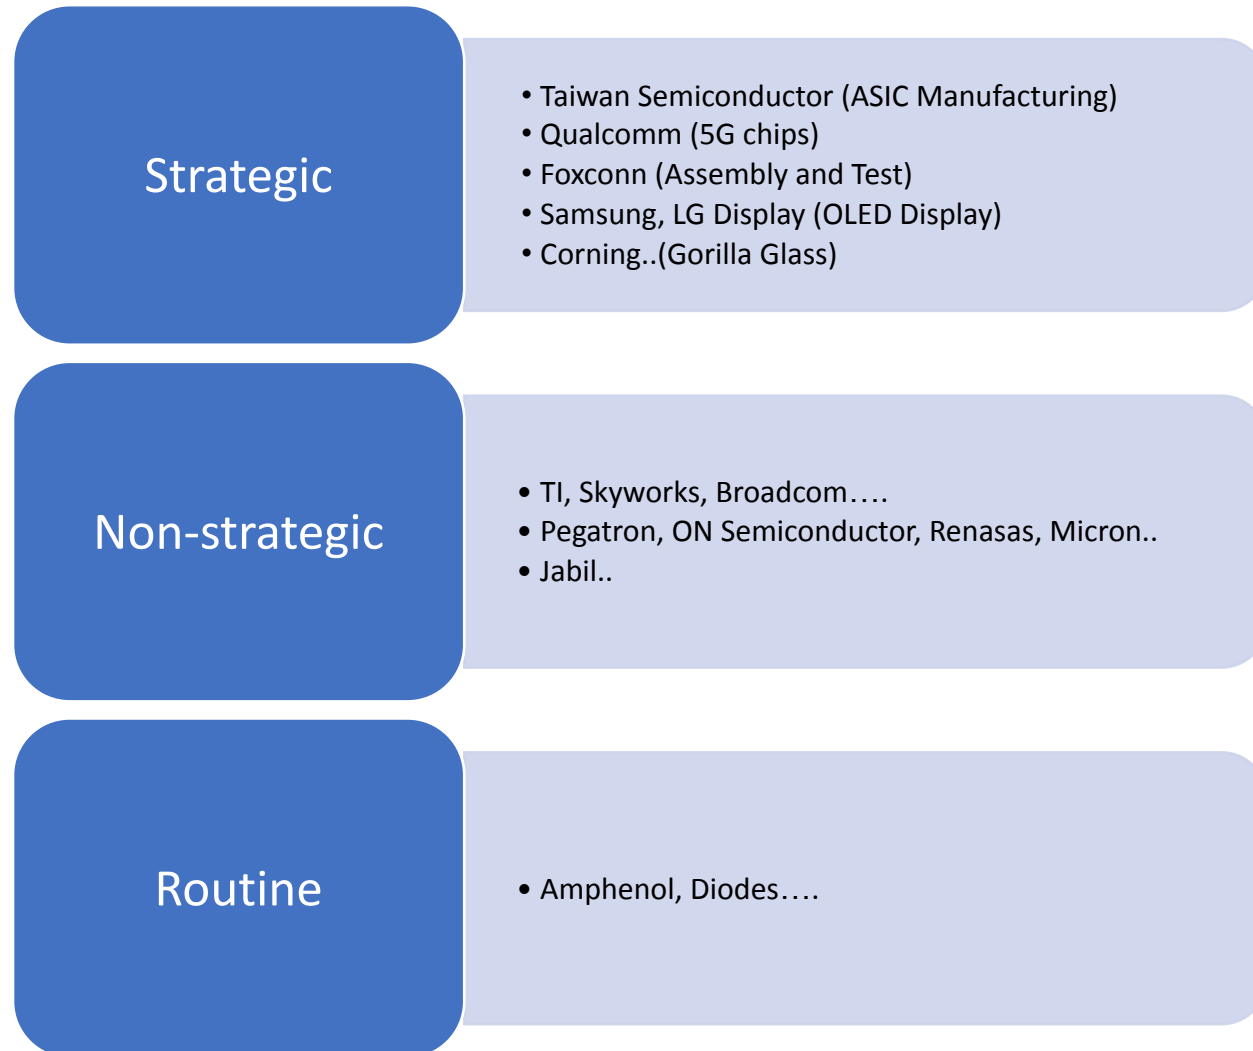 Strategic
• Taiwan Semiconductor (ASIC Manufacturing)
• Qualcomm (5G chips)
• Foxconn (Assembly and Test)
• Samsung, LG Display (OLED Display)
• Corning..(Gorilla Glass)
Non-strategic
• TI, Skyworks, Broadcom….
• Pegatron, ON Semiconductor, Renasas, Micron..
• Jabil..
Routine
• Amphenol, Diodes….